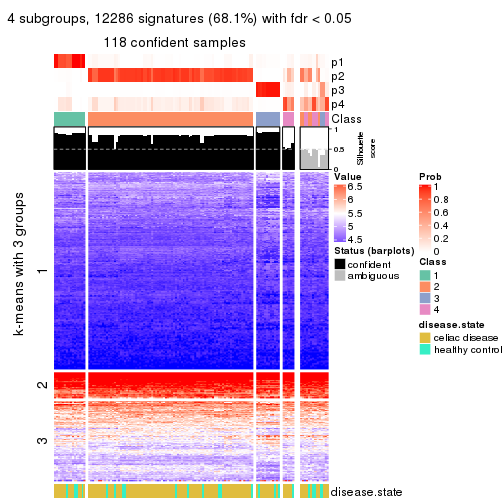 4 subgroups, 12286 signatures (68.1%) with fdr < 0.05
118 confident samples
p1
p2
p3
p4
Class
1
0.5
0
Silhouette
score
k-means with 3 groups
1
2
3
disease.state
Value
6.5
6
5.5
5
4.5
Status (barplots)
confident
ambiguous
Prob
1
0.8
0.6
0.4
0.2
0
Class
1
2
3
4
disease.state
celiac disease
healthy control